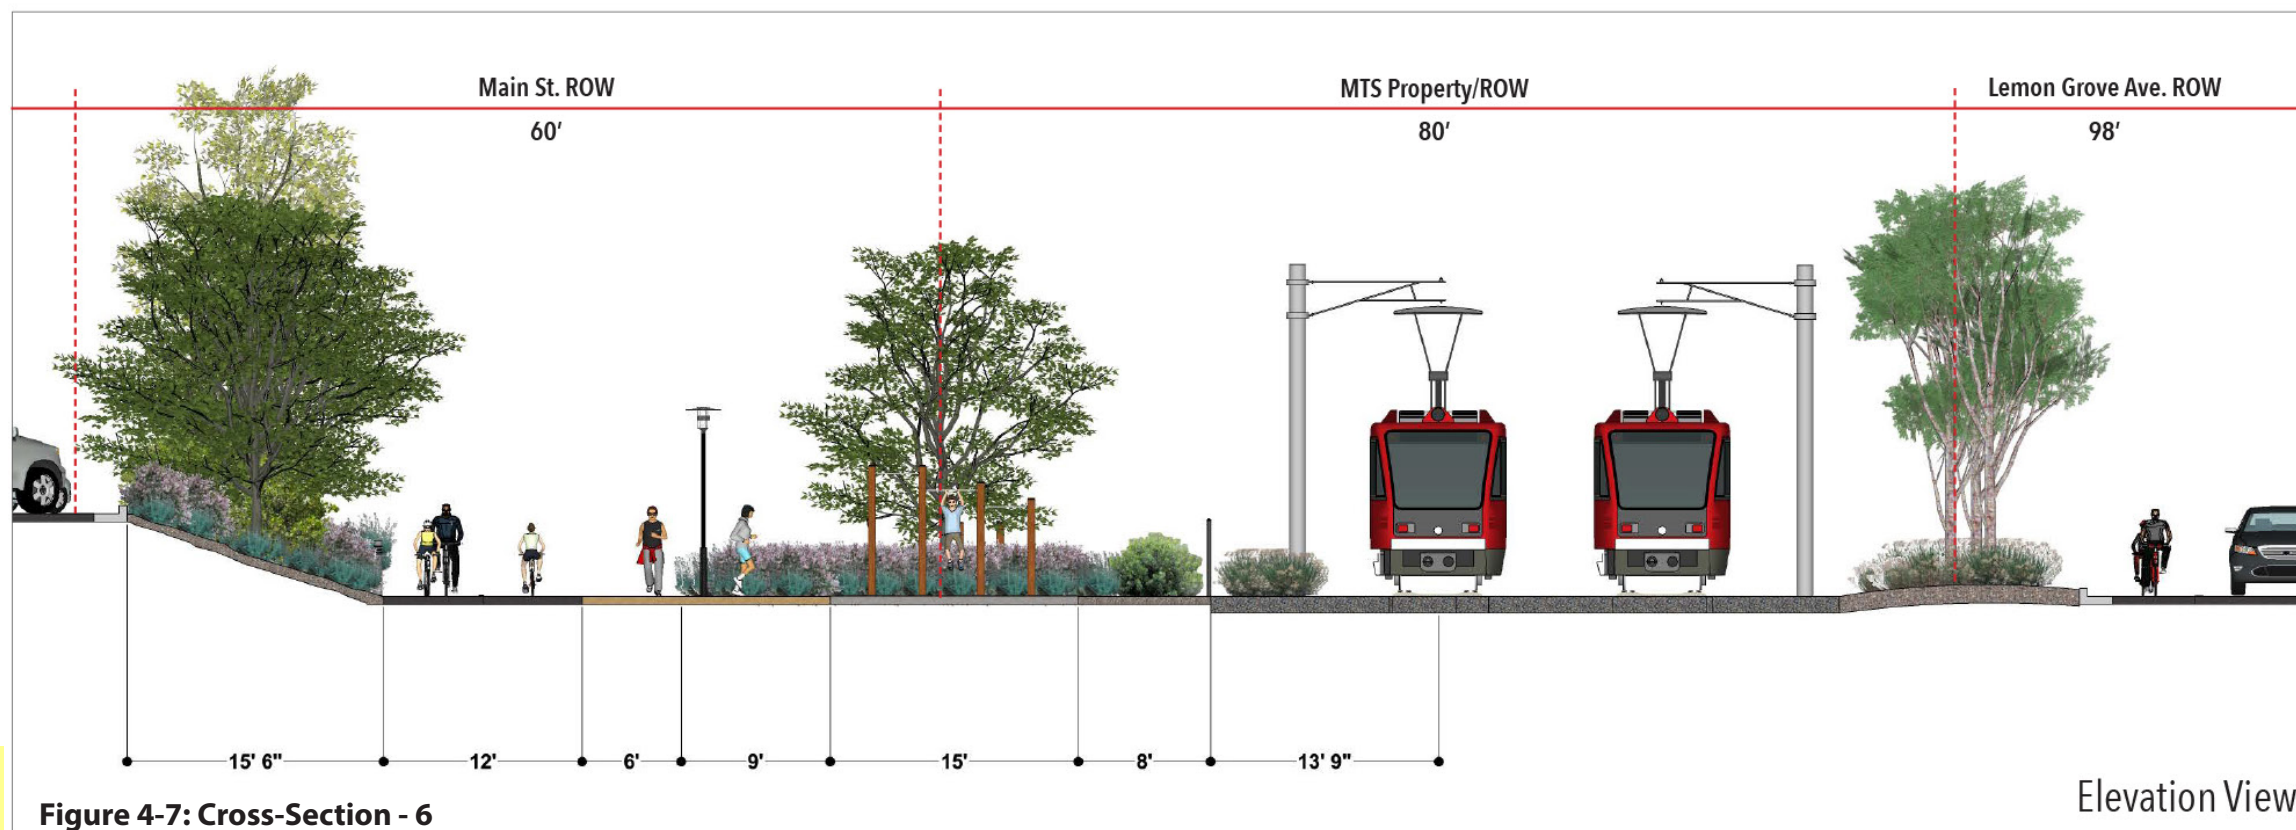 Main St. ROW
MTS Property/ROW
Lemon Grove Ave. ROW
60′
80′
98′
15' 6"
12'
6'
9'
15'
8'
13' 9"
Elevation View
Figure 4-7: Cross-Section - 6